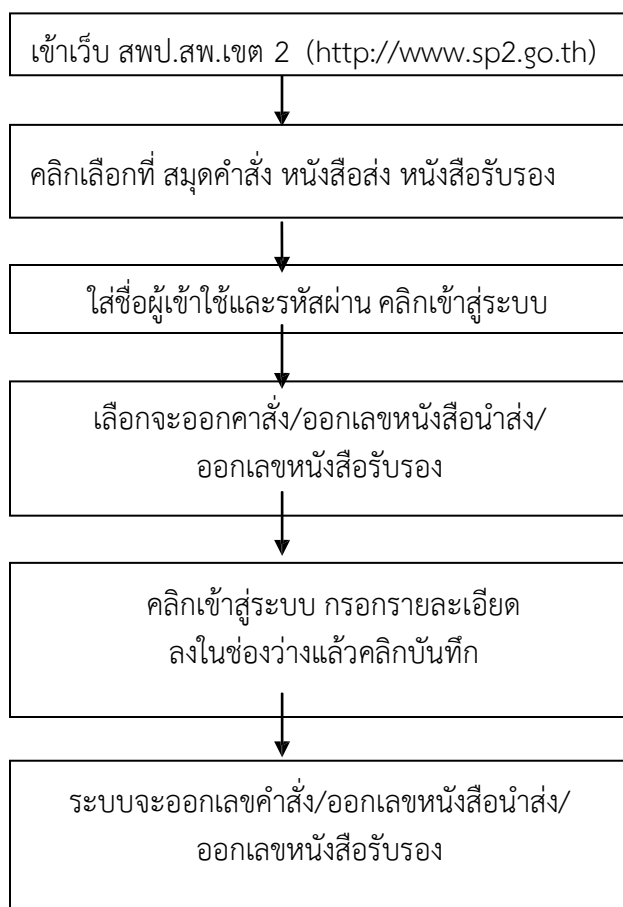 เข้าเว็บ สพป.สพ.เขต 2 (http://www.sp2.go.th)
คลิกเลือกที่ สมุดคำสั่ง หนังสือส่ง หนังสือรับรอง
ใส่ชื่อผู้เข้าใช้และรหัสผ่าน คลิกเข้าสู่ระบบ
เลือกจะออกคาสั่ง/ออกเลขหนังสือนำส่ง/
ออกเลขหนังสือรับรอง
คลิกเข้าสู่ระบบ กรอกรายละเอียด
ลงในช่องว่างแล้วคลิกบันทึก
ระบบจะออกเลขคำสั่ง/ออกเลขหนังสือนำส่ง/
ออกเลขหนังสือรับรอง